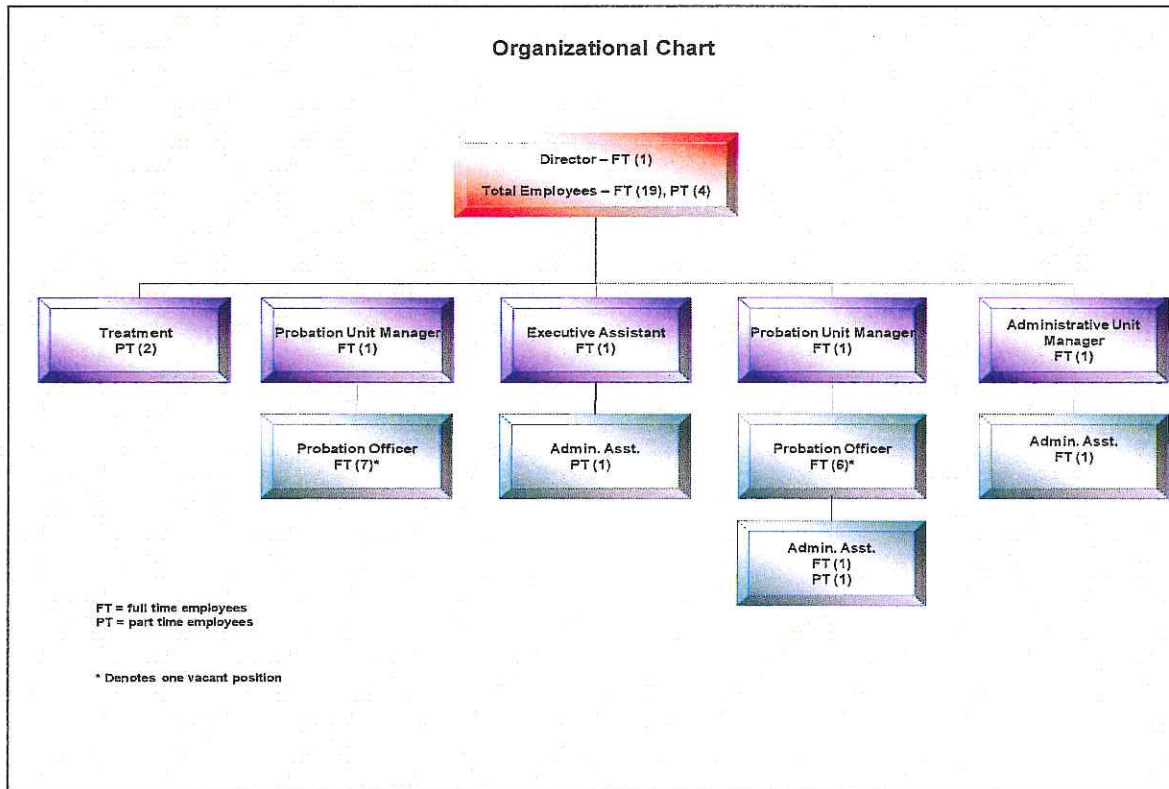 Organizational Chart
Director – FT (1)
Total Employees – FT (19), PT (4)
Treatment
PT (2)
Probation Unit Manager
FT (1)
Executive Assistant
FT (1)
Probation Unit Manager
FT (1)
Administrative Unit
Manager
FT (1)
Probation Officer
FT (7)*
Admin. Asst.
PT (1)
Probation Officer
FT (6)*
Admin. Asst.
FT (1)
Admin. Asst.
FT (1)
PT (1)
FT = full time employees
PT = part time employees
* Denotes one vacant position